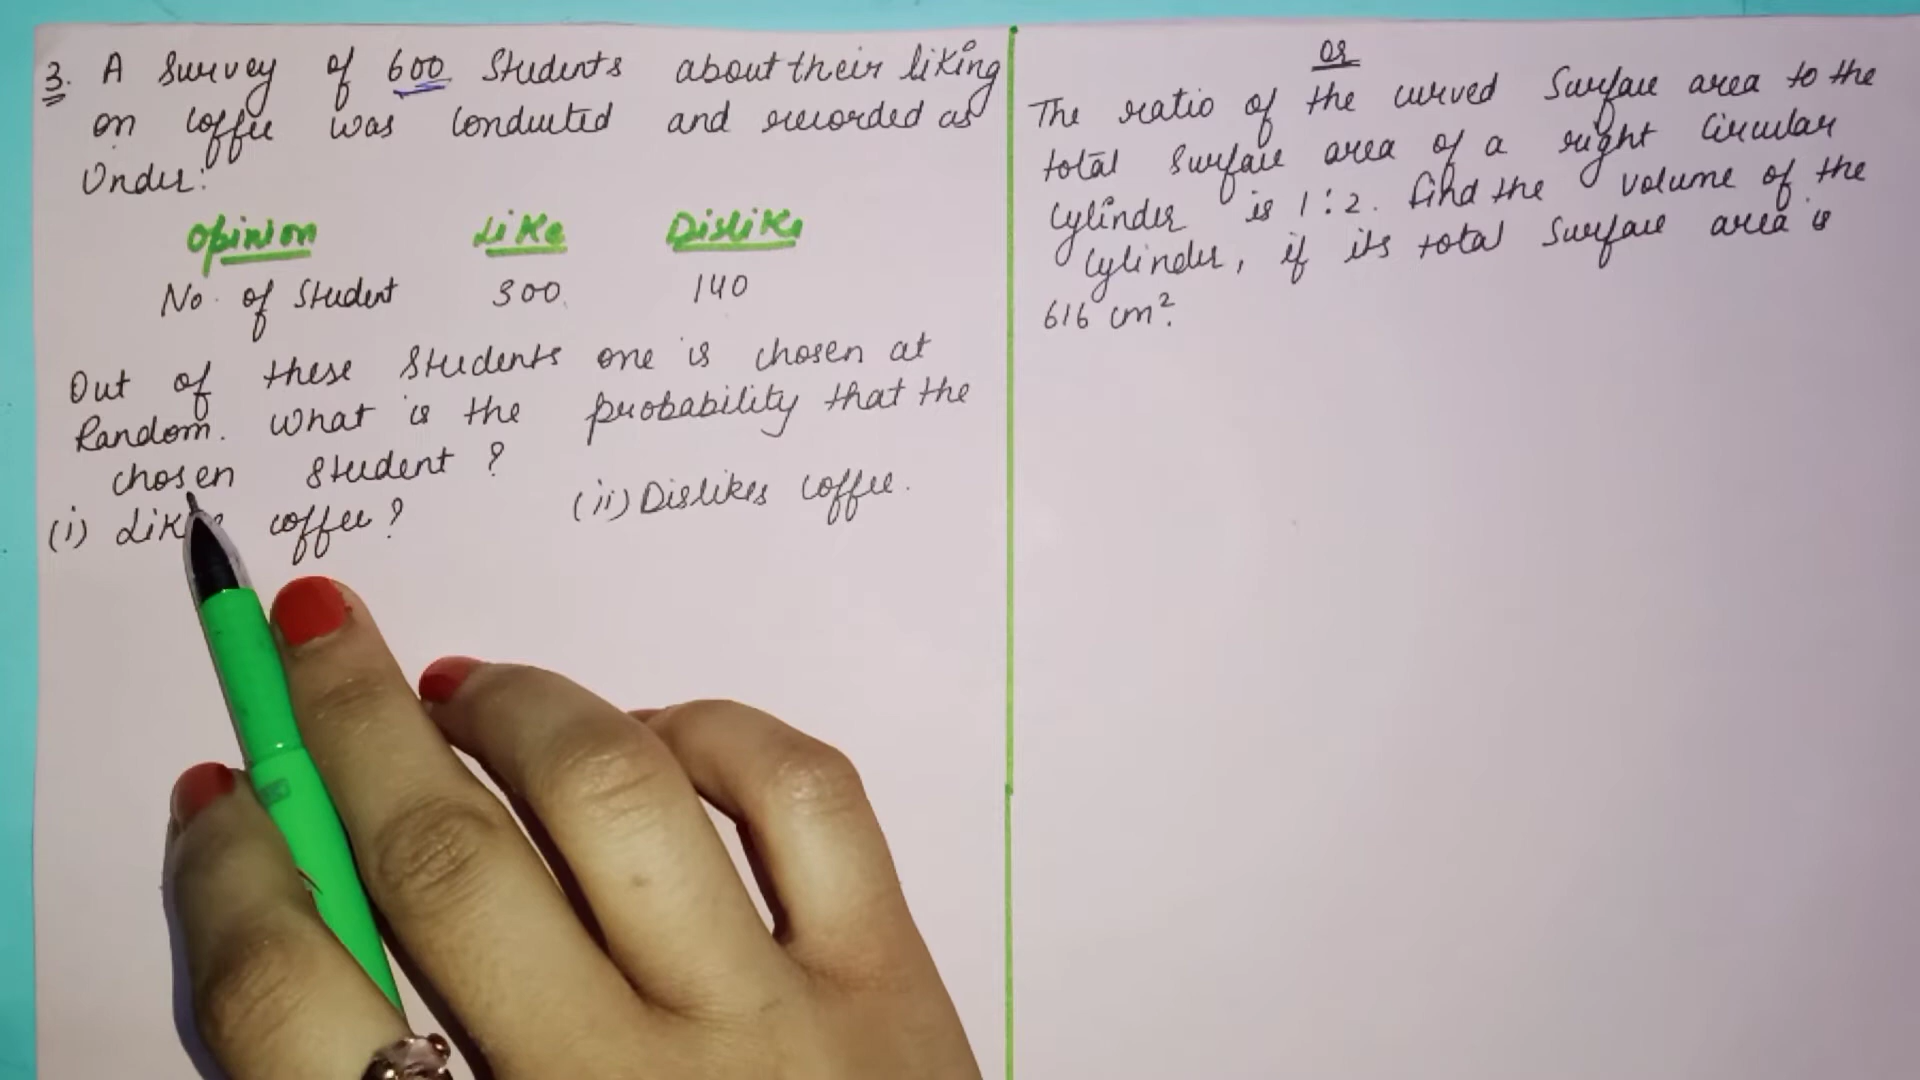 3. A Survey of 600 Students about their liking
on coffee was conducted and recorded as
Under:
Opinion Like Dislike
No. of Student 300 140
Out of these Students one is chosen at
Random. What is the probability that the
chosen student ?
(i) Likes coffee? (ii) Dislikes coffee.
or
The ratio of the curved Surface area to the
total surface area of a right circular
cylinder is 1:2. find the volume of the
cylinder, if its total surface area is
616 cm².